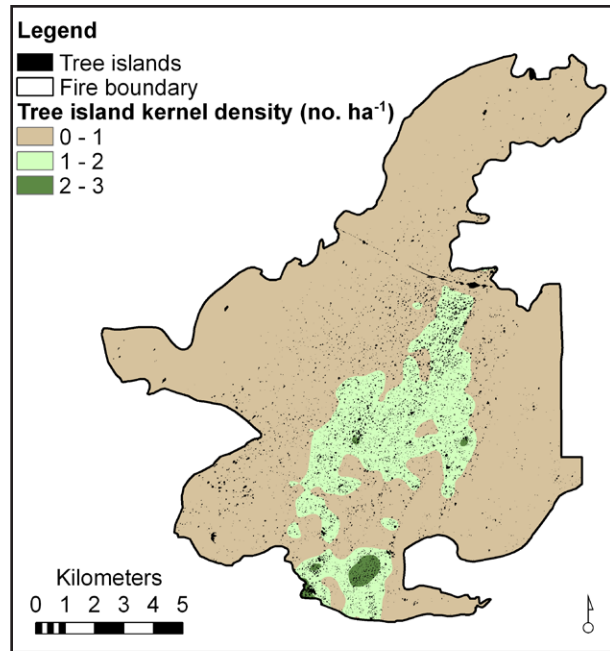 Legend
Tree islands
Fire boundary
Tree island kernel density (no. ha⁻¹)
0 - 1
1 - 2
2 - 3
Kilometers
0 1 2 3 4 5